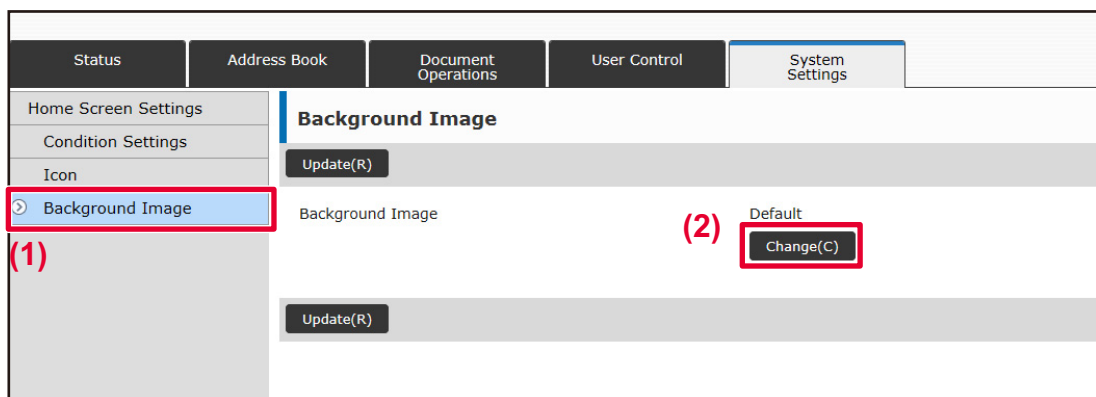 Status
Address Book
Document
Operations
User Control
System
Settings
Home Screen Settings
Condition Settings
Icon
Background Image
(1)
Background Image
Update(R)
Background Image
Default
(2)
Change(C)
Update(R)